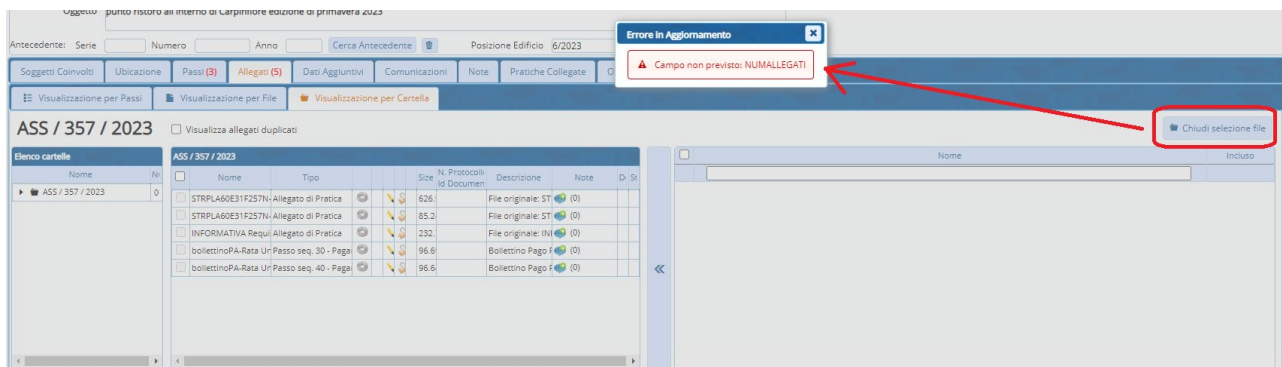 Oggetto punto ristoro all'interno di Carpinfiore edizione di primavera 2023
Antecedente: Serie Numero Anno Cerca Antecedente Posizione Edificio 6/2023
Errore in Aggiornamento
Campo non previsto: NUMALLEGATI
Soggetti Coinvolti Ubicazione Passi (3) Allegati (5) Dati Aggiuntivi Comunicazioni Note Pratiche Collegate O
Visualizzazione per Passi Visualizzazione per File Visualizzazione per Cartella
ASS / 357 / 2023 Visualizza allegati duplicati Chiudi selezione file
Elenco cartelle
Nome
ASS / 357 / 2023 0
ASS / 357 / 2023
Nome Tipo Size N. Protocollo Id Documen Descrizione Note
STRPLA60E31F257N- Allegato di Pratica 626. File originale: ST (0)
STRPLA60E31F257N- Allegato di Pratica 85.2 File originale: ST (0)
INFORMATIVA Requi Allegato di Pratica 232. File originale: INI (0)
bollettinoPA-Rata Ur Passo seq. 30 - Paga 96.6 Bollettino Pago (0)
bollettinoPA-Rata Ur Passo seq. 40 - Paga 96.6 Bollettino Pago (0)
Nome Incluso